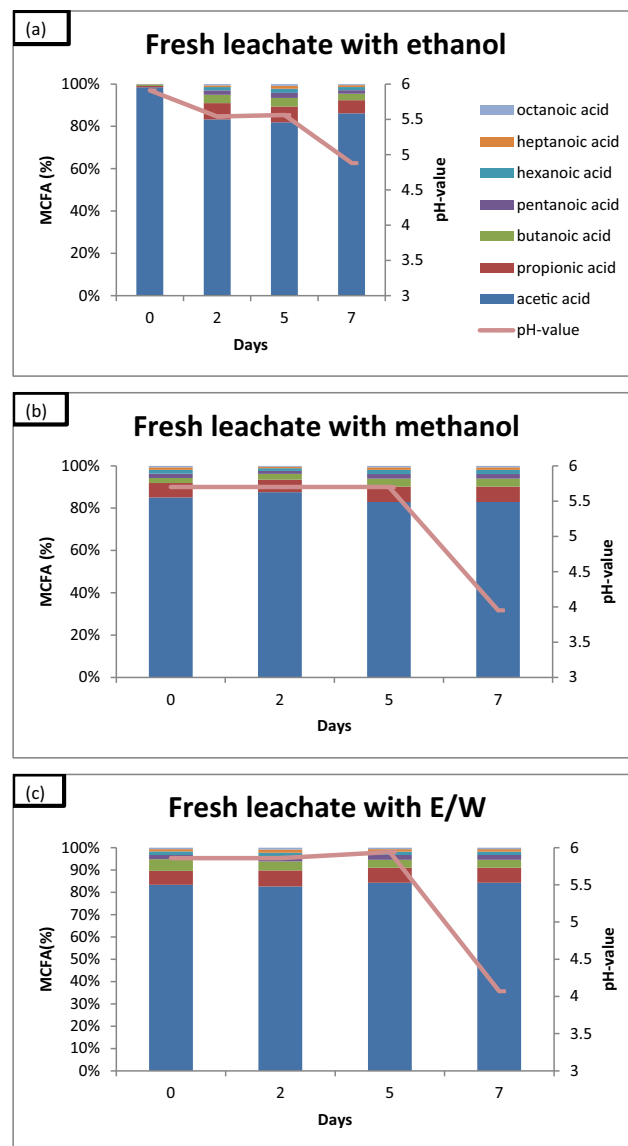 (a)
Fresh leachate with ethanol
100%
80%
60%
40%
20%
0%
MCFA (%)
6
5.5
5
4.5
4
3.5
3
pH-value
0 2 5 7
Days
octanoic acid
heptanoic acid
hexanoic acid
pentanoic acid
butanoic acid
propionic acid
acetic acid
pH-value
(b)
Fresh leachate with methanol
100%
80%
60%
40%
20%
0%
MCFA (%)
6
5.5
5
4.5
4
3.5
3
pH-value
0 2 5 7
Days
(c)
Fresh leachate with E/W
100%
90%
80%
70%
60%
50%
40%
30%
20%
10%
0%
MCFA(%)
6
5.5
5
4.5
4
3.5
3
pH-value
0 2 5 7
Days